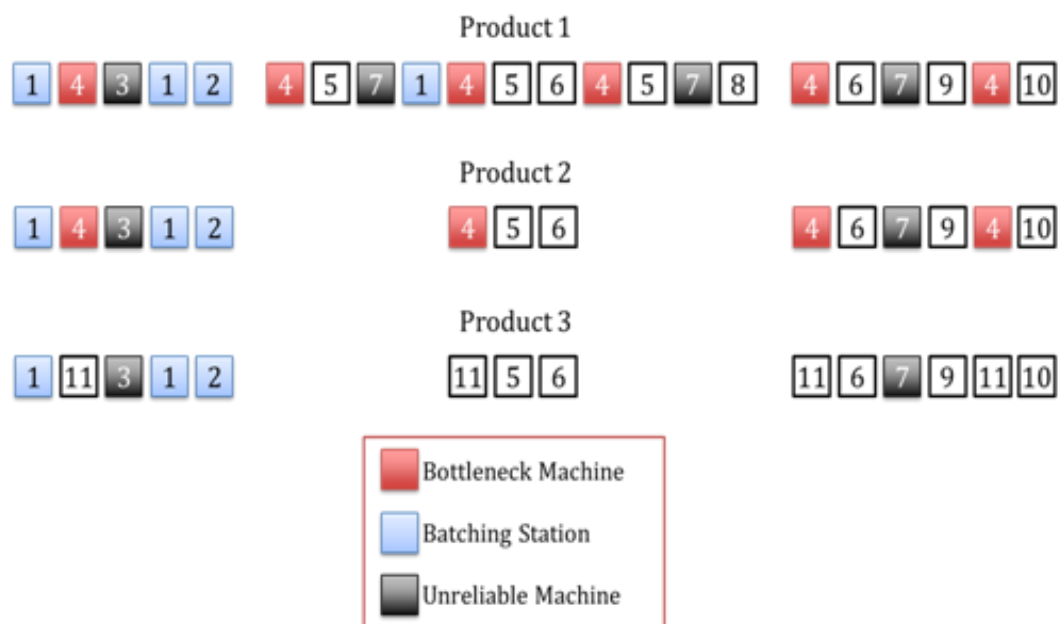 Product 1
1 4 3 1 2 4 5 7 1 4 5 6 4 5 7 8 4 6 7 9 4 10
Product 2
1 4 3 1 2 4 5 6 4 6 7 9 4 10
Product 3
1 11 3 1 2 11 5 6 11 6 7 9 11 10
Bottleneck Machine
Batching Station
Unreliable Machine